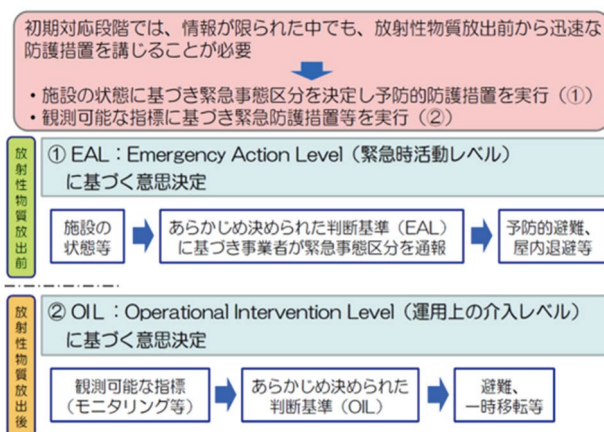 初期対応段階では、情報が限られた中でも、放射性物質放出前から迅速な
防護措置を講じることが必要
・施設の状態に基づき緊急事態区分を決定し予防的防護措置を実行（①）
・観測可能な指標に基づき緊急防護措置等を実行（②）
放射性物質放出前
① EAL：Emergency Action Level（緊急時活動レベル）
に基づく意思決定
施設の
状態等
あらかじめ決められた判断基準（EAL）
に基づき事業者が緊急事態区分を通報
予防的避難、
屋内退避等
放射性物質放出後
② OIL：Operational Intervention Level（運用上の介入レベル）
に基づく意思決定
観測可能な指標
（モニタリング等）
あらかじめ決められた
判断基準（OIL）
避難、
一時移転等